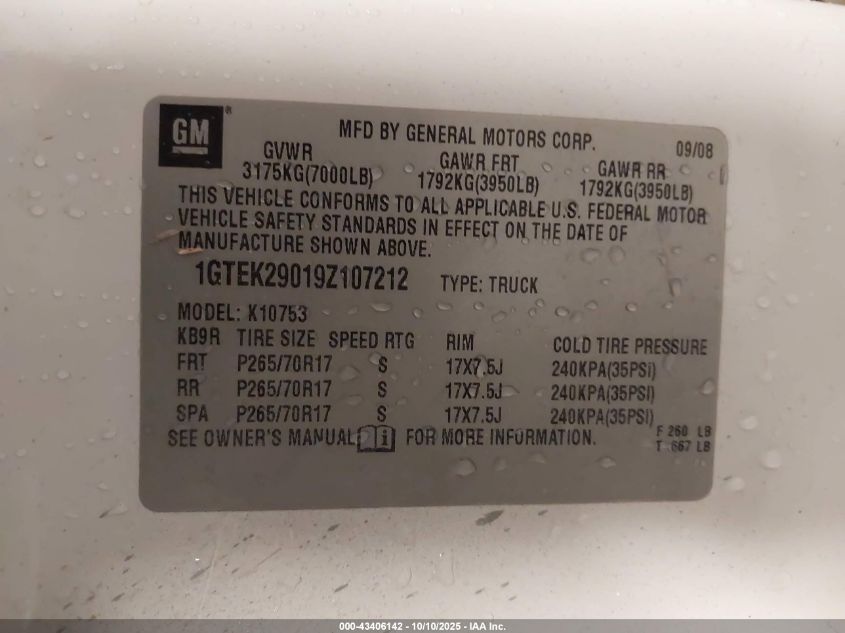 GM®
MFD BY GENERAL MOTORS CORP. 09/08
GVWR GAWR FRT GAWR RR
3175KG(7000LB) 1792KG(3950LB) 1792KG(3950LB)
THIS VEHICLE CONFORMS TO ALL APPLICABLE U.S. FEDERAL MOTOR
VEHICLE SAFETY STANDARDS IN EFFECT ON THE DATE OF
MANUFACTURE SHOWN ABOVE.
1GTEK29019Z107212 TYPE: TRUCK
MODEL: K10753
KB9R TIRE SIZE SPEED RTG RIM COLD TIRE PRESSURE
FRT P265/70R17 S 17X7.5J 240KPA(35PSI)
RR P265/70R17 S 17X7.5J 240KPA(35PSI)
SPA P265/70R17 S 17X7.5J 240KPA(35PSI)
SEE OWNER'S MANUAL FOR MORE INFORMATION.
F 260 LB
T 667 LB
000-43406142 - 10/10/2025 - IAA Inc.